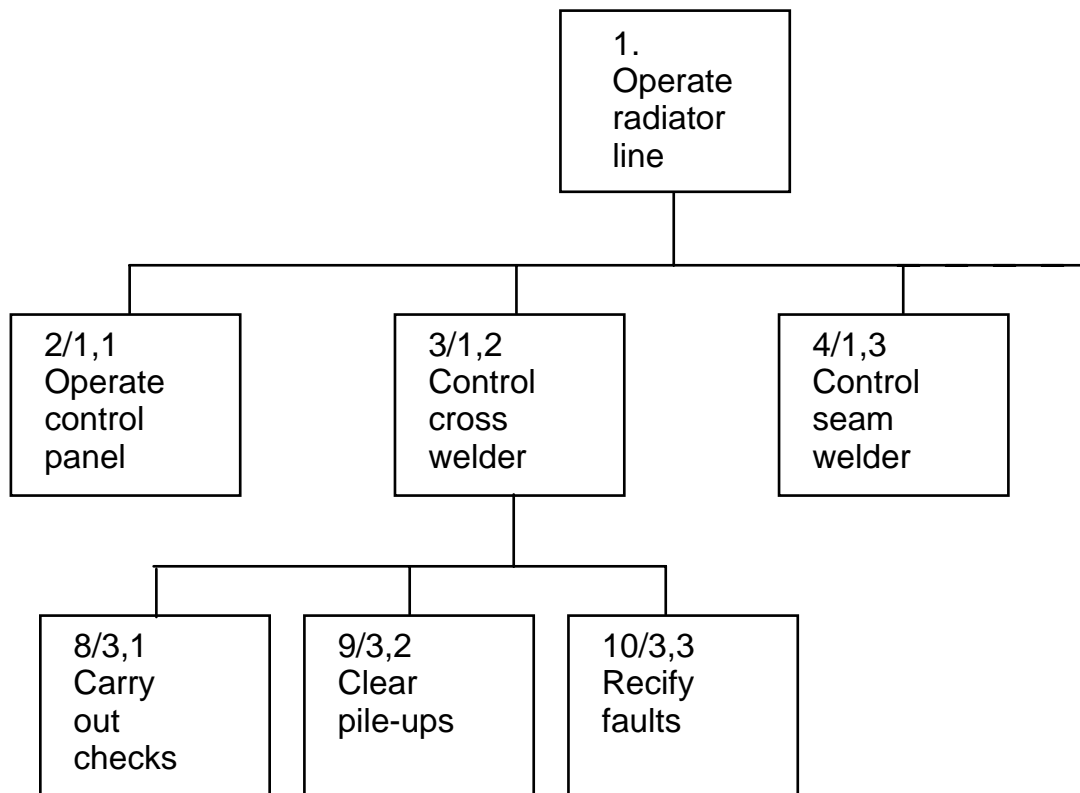 1.
Operate
radiator
line
2/1,1
Operate
control
panel
3/1,2
Control
cross
welder
4/1,3
Control
seam
welder
8/3,1
Carry
out
checks
9/3,2
Clear
pile-ups
10/3,3
Recify
faults